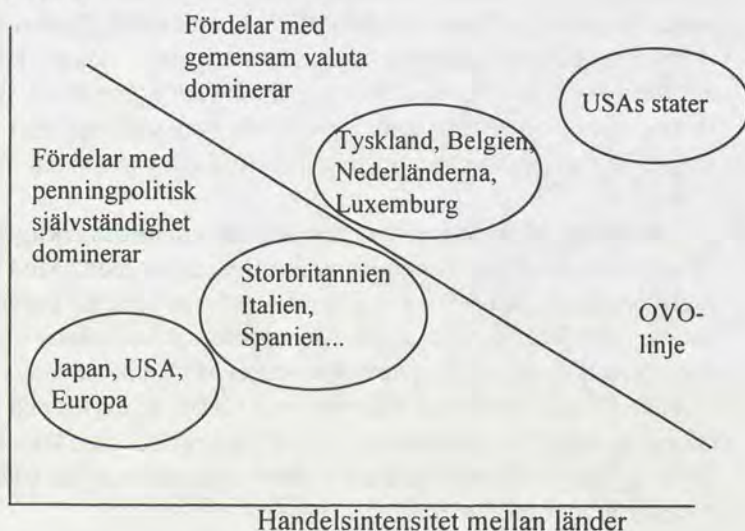 Fördelar med
gemensam valuta
dominerar
USAs stater
Tyskland, Belgien,
Nederländerna,
Luxemburg
Fördelar med
penningpolitisk
självständighet
dominerar
Storbritannien
Italien,
Spanien...
OVO-
linje
Japan, USA,
Europa
Handelsintensitet mellan länder